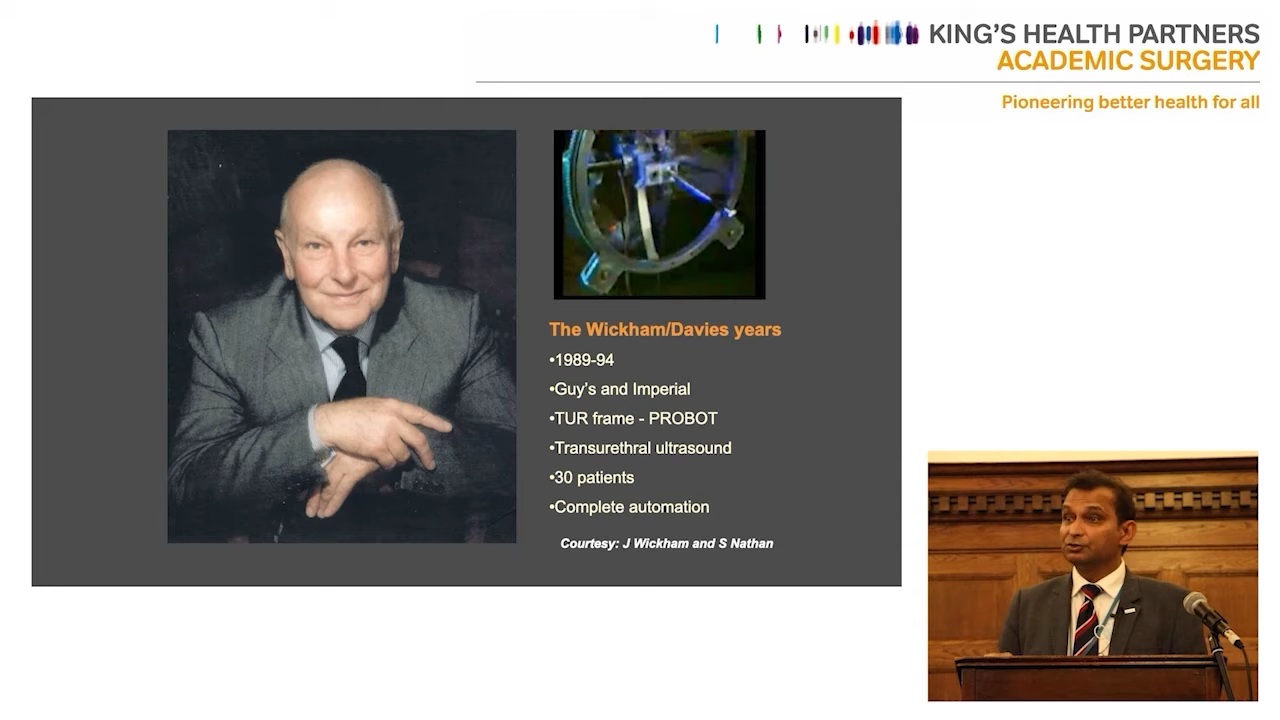 KING'S HEALTH PARTNERS
ACADEMIC SURGERY
Pioneering better health for all
The Wickham/Davies years
•1989-94
•Guy's and Imperial
•TUR frame - PROBOT
•Transurethral ultrasound
•30 patients
•Complete automation
Courtesy: J Wickham and S Nathan